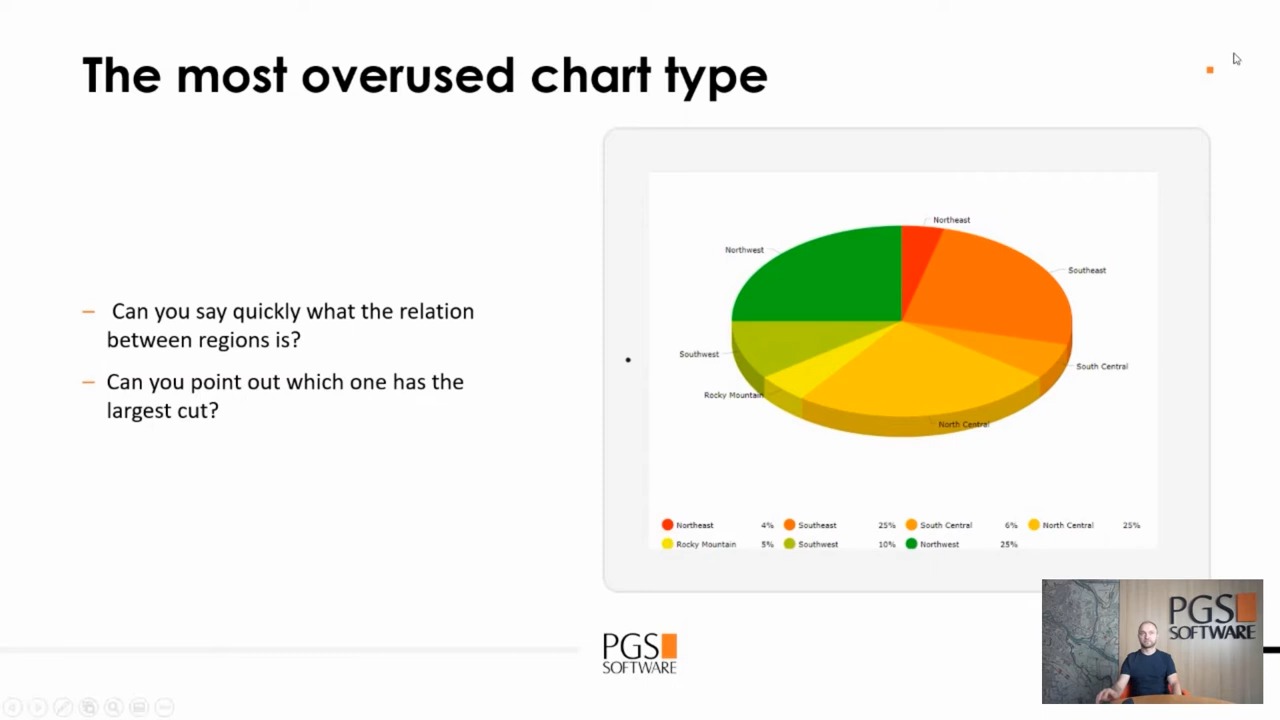 The most overused chart type
– Can you say quickly what the relation
between regions is?
– Can you point out which one has the
largest cut?
Northeast
Northwest
Southeast
Southwest
South Central
Rocky Mountain
North Central
Northeast 4% Southeast 25% South Central 6% North Central 25%
Rocky Mountain 5% Southwest 10% Northwest 25%
PGS
SOFTWARE
PGS
SOFTWARE